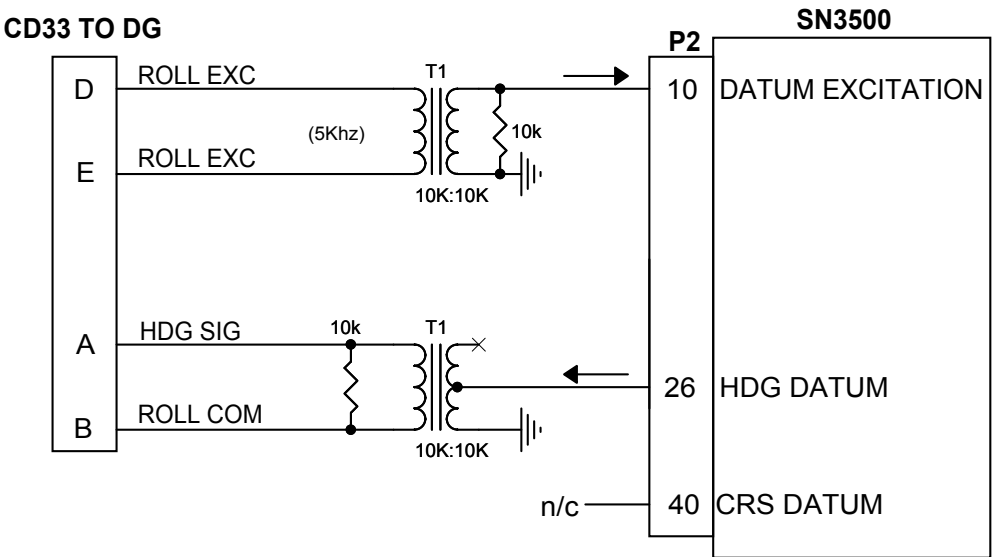 CD33 TO DG
SN3500
P2
D
ROLL EXC
T1
10
DATUM EXCITATION
(5Khz)
10k
E
ROLL EXC
10K:10K
A
HDG SIG
10k
T1
26
HDG DATUM
B
ROLL COM
10K:10K
n/c
40
CRS DATUM